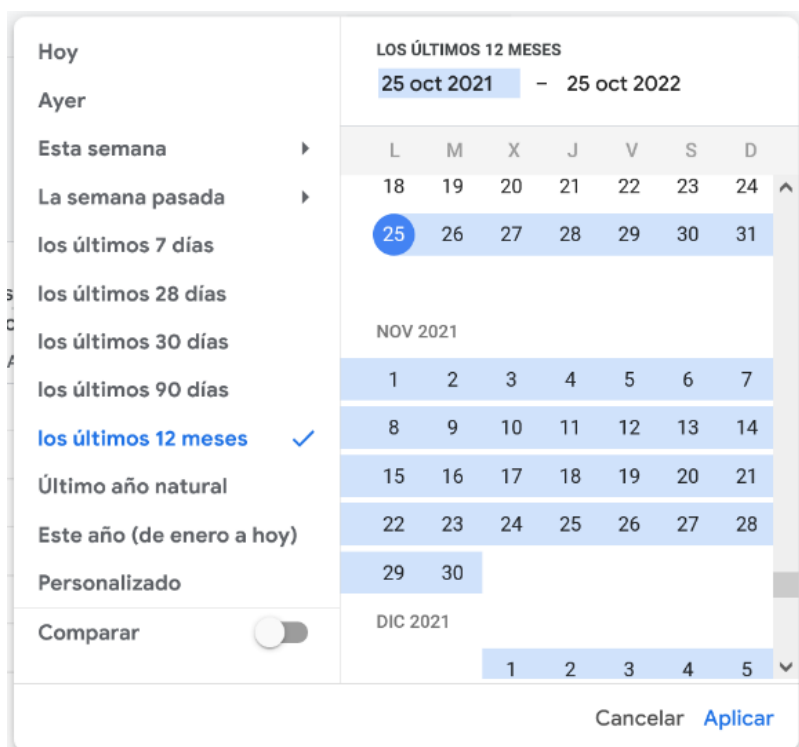 Hoy
Ayer
Esta semana
La semana pasada
los últimos 7 días
los últimos 28 días
los últimos 30 días
los últimos 90 días
los últimos 12 meses
Último año natural
Este año (de enero a hoy)
Personalizado
Comparar
LOS ÚLTIMOS 12 MESES
25 oct 2021 – 25 oct 2022
L M X J V S D
18 19 20 21 22 23 24
25 26 27 28 29 30 31
NOV 2021
1 2 3 4 5 6 7
8 9 10 11 12 13 14
15 16 17 18 19 20 21
22 23 24 25 26 27 28
29 30
DIC 2021
1 2 3 4 5
Cancelar Aplicar